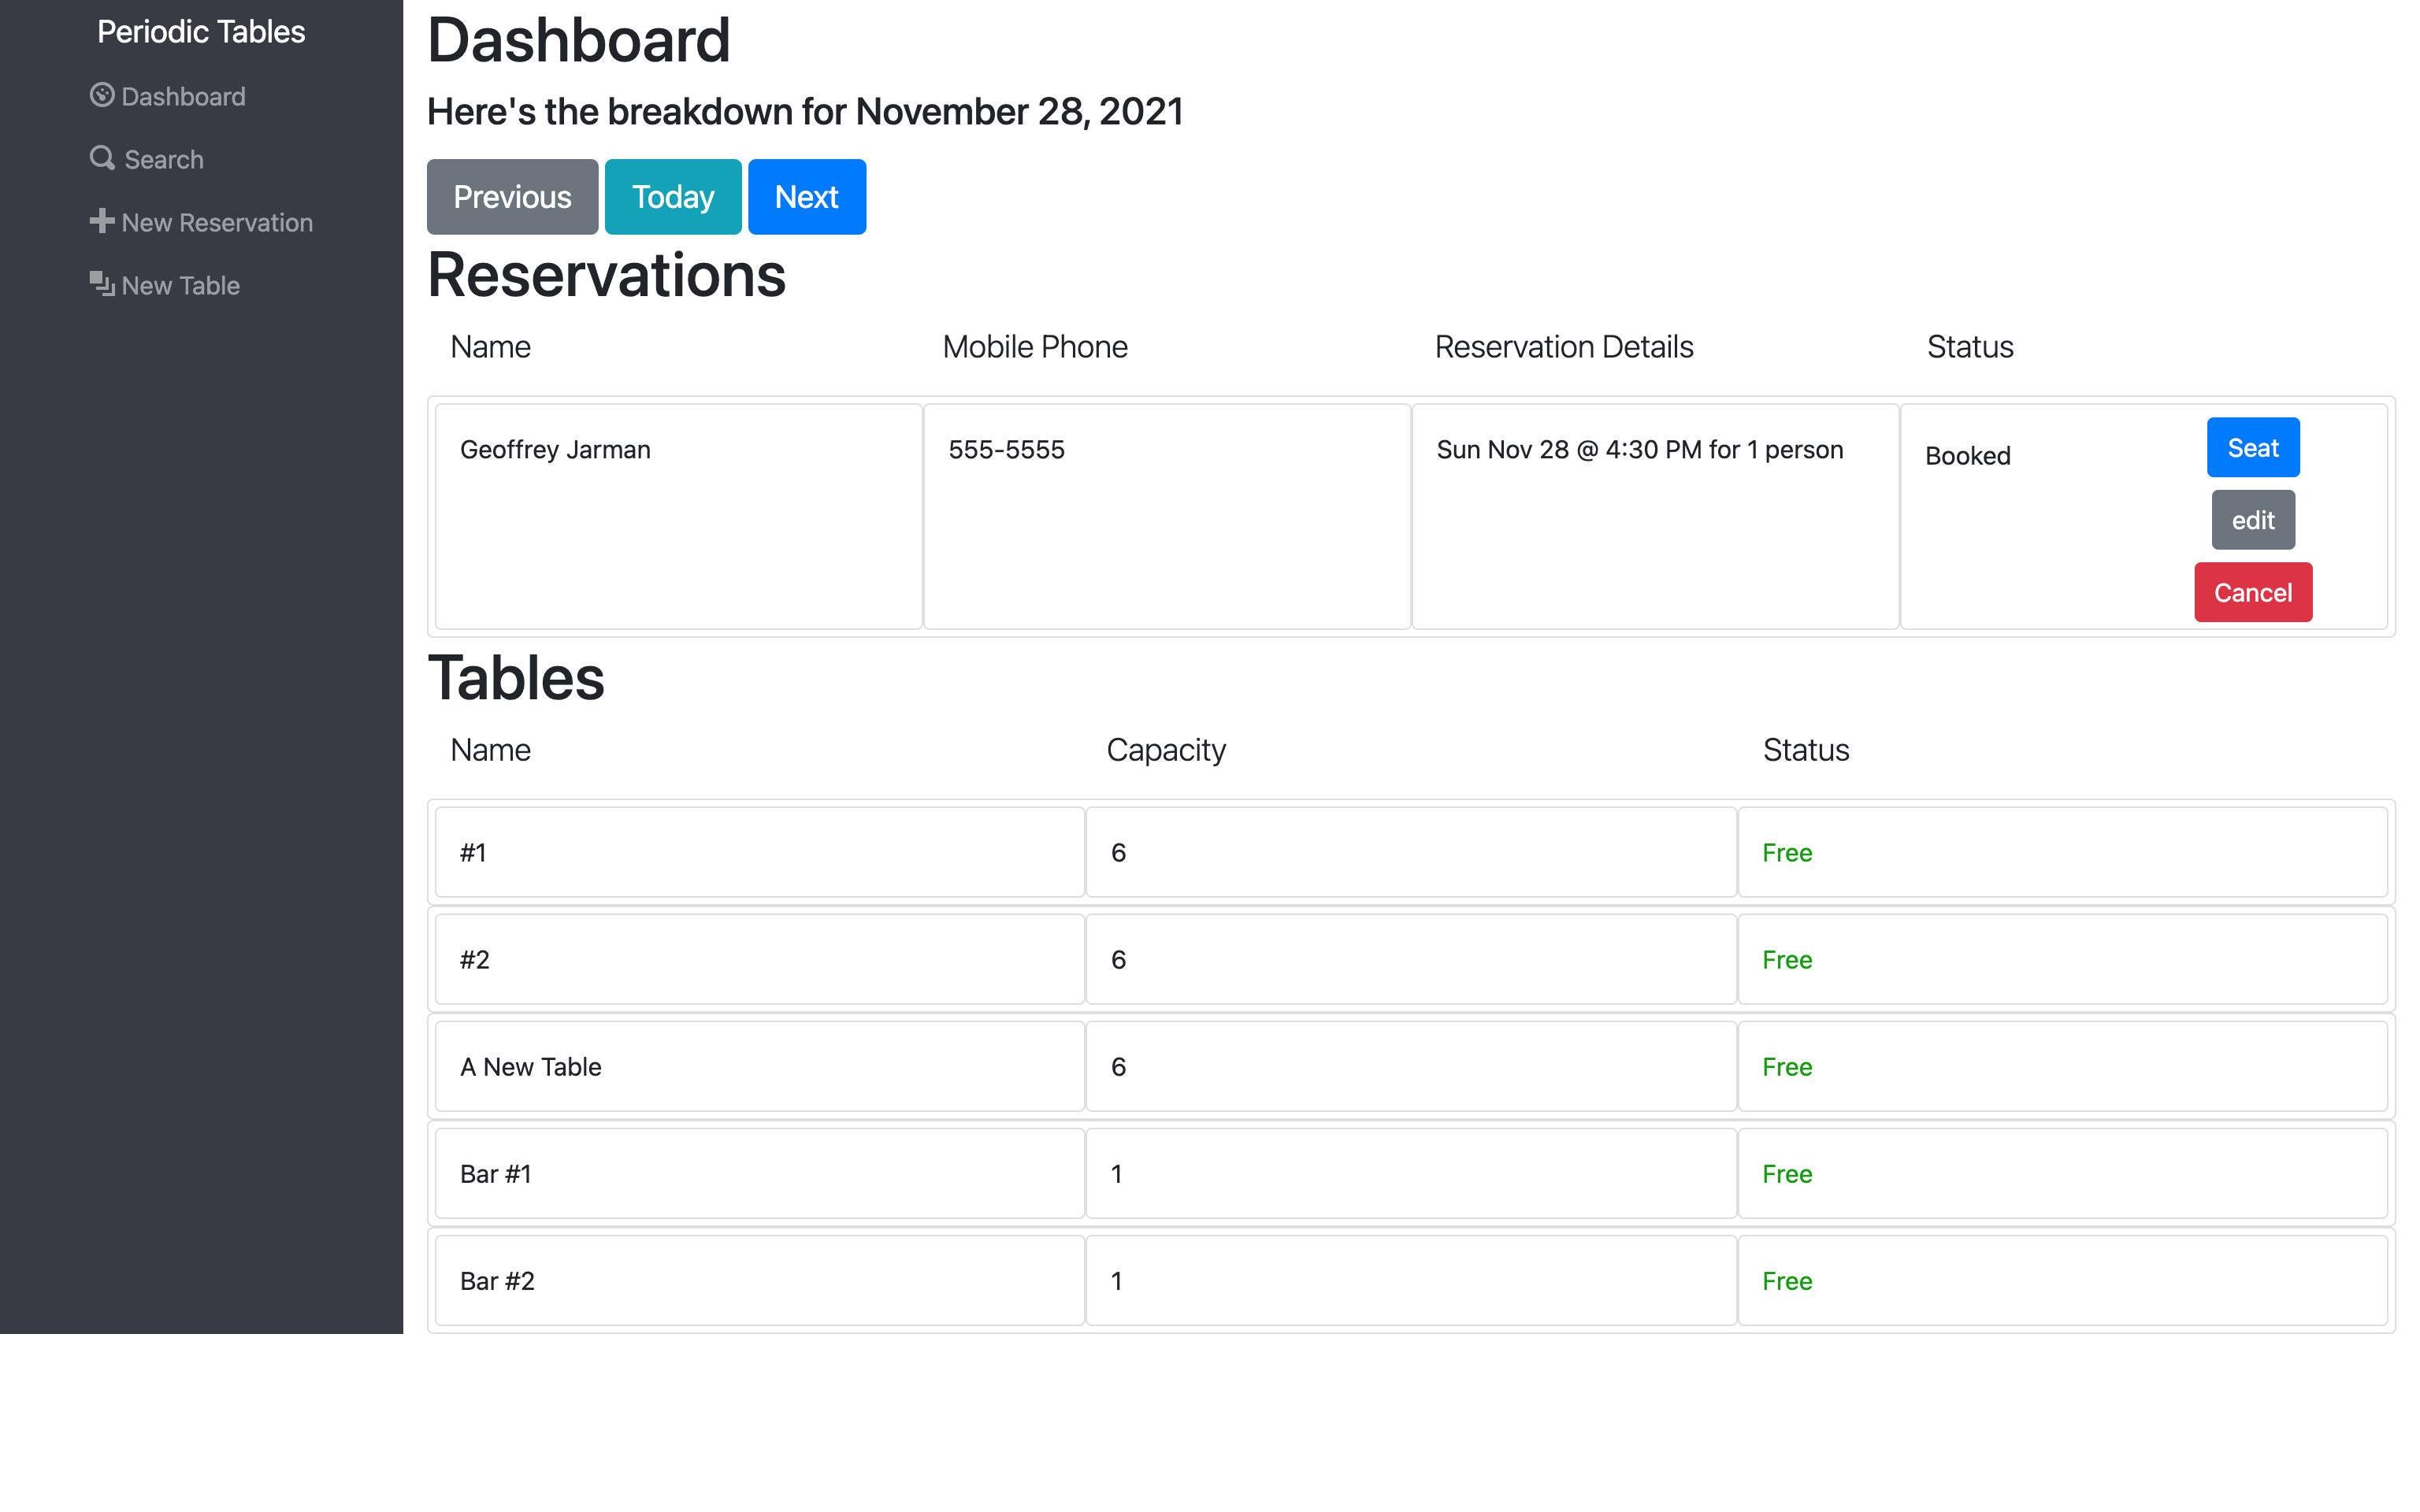 Periodic Tables
Dashboard
Search
New Reservation
New Table
Dashboard
Here's the breakdown for November 28, 2021
Previous Today Next
Reservations
Name Mobile Phone Reservation Details Status
Geoffrey Jarman 555-5555 Sun Nov 28 @ 4:30 PM for 1 person Booked Seat
edit
Cancel
Tables
Name Capacity Status
#1 6 Free
#2 6 Free
A New Table 6 Free
Bar #1 1 Free
Bar #2 1 Free